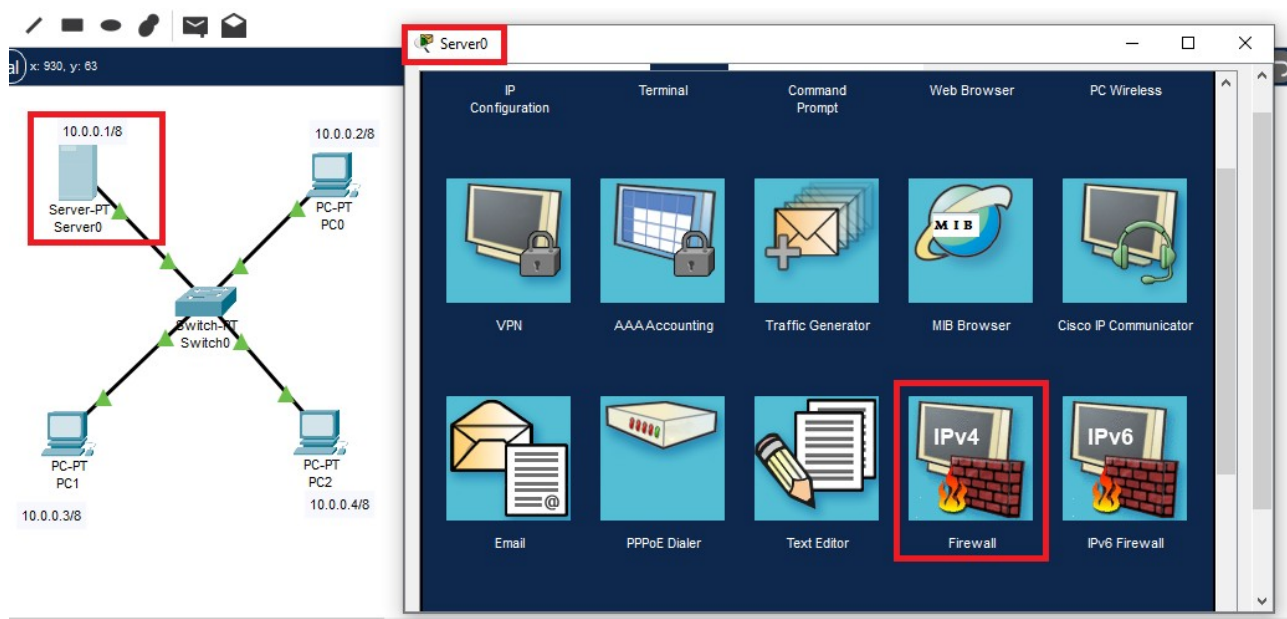 al x: 930, y: 63
10.0.0.1/8
Server-PT
Server0
10.0.0.2/8
PC-PT
PC0
Switch-PT
Switch0
PC-PT
PC1
10.0.0.3/8
PC-PT
PC2
10.0.0.4/8
Server0
IP
Configuration
Terminal
Command
Prompt
Web Browser
PC Wireless
MIB
VPN
AAA Accounting
Traffic Generator
MIB Browser
Cisco IP Communicator
@
IPv4
IPv6
Email
PPPoE Dialer
Text Editor
Firewall
IPv6 Firewall